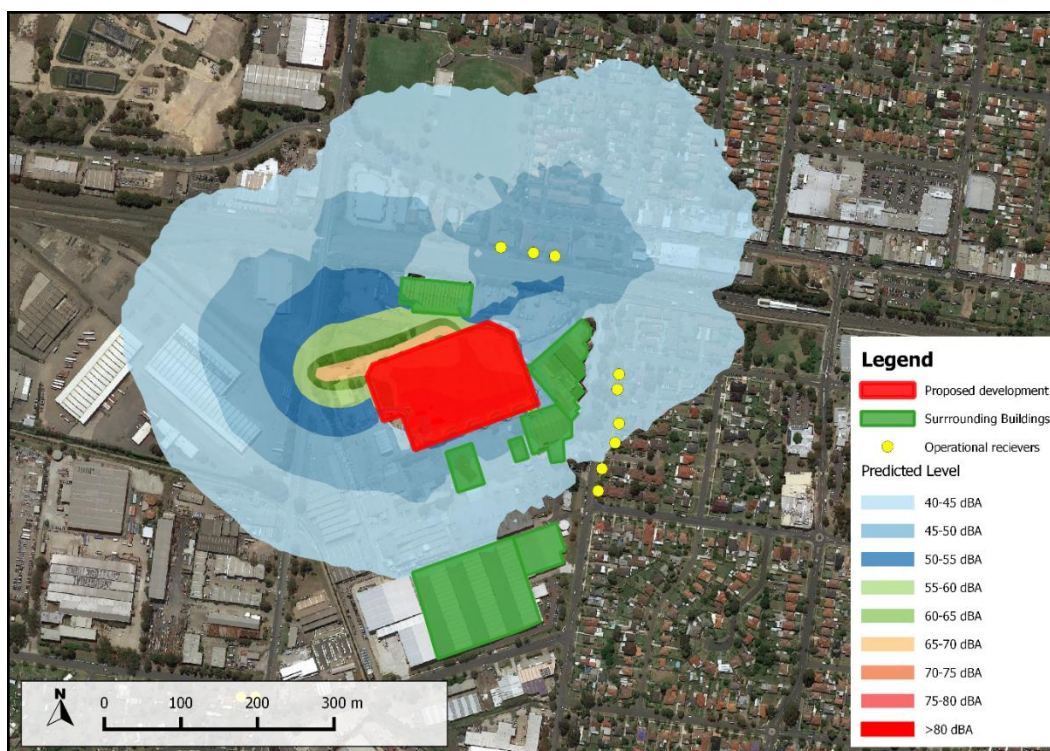 Legend
Proposed development
Surrrounding Buildings
Operational recievers
Predicted Level
40-45 dBA
45-50 dBA
50-55 dBA
55-60 dBA
60-65 dBA
65-70 dBA
70-75 dBA
75-80 dBA
>80 dBA
N
0 100 200 300 m